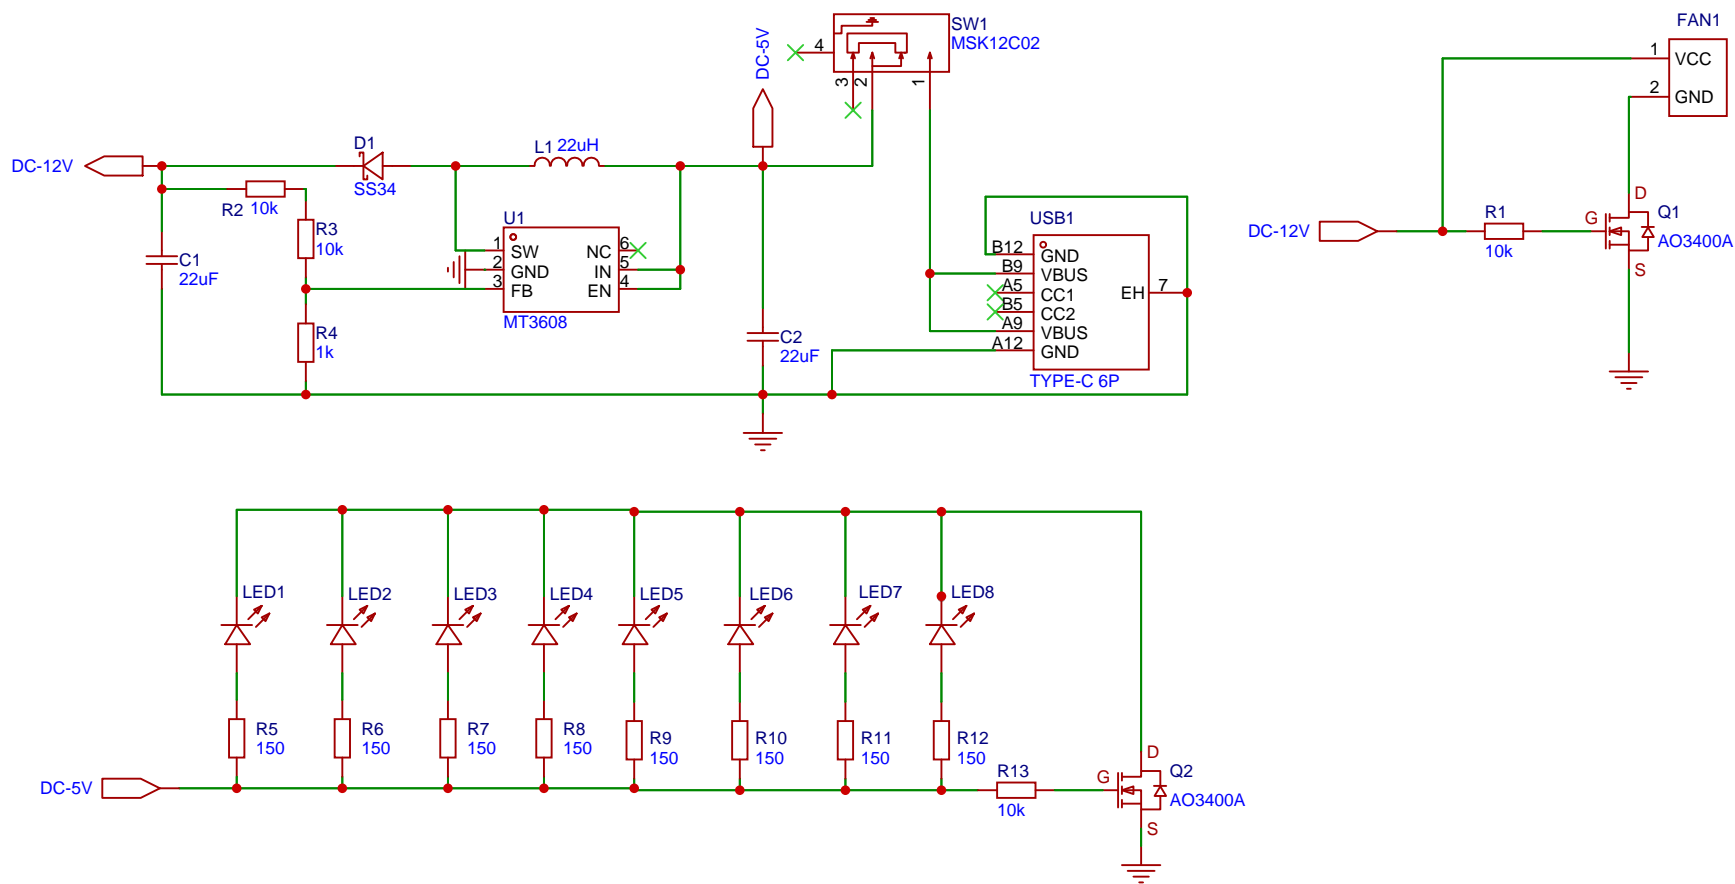 SW1
MSK12C02
4
3
2
1
DC-5V
FAN1
1
VCC
2
GND
DC-12V
D1
SS34
L1
22uH
R2
10k
R3
10k
C1
22uF
R4
1k
U1
1
SW
2
GND
3
FB
NC
6
IN
5
EN
4
MT3608
C2
22uF
USB1
B12
GND
B9
VBUS
A5
CC1
B5
CC2
A9
VBUS
A12
GND
EH
7
TYPE-C 6P
DC-12V
R1
10k
G
D
S
Q1
AO3400A
LED1
LED2
LED3
LED4
LED5
LED6
LED7
LED8
R5
150
R6
150
R7
150
R8
150
R9
150
R10
150
R11
150
R12
150
DC-5V
R13
10k
G
D
S
Q2
AO3400A